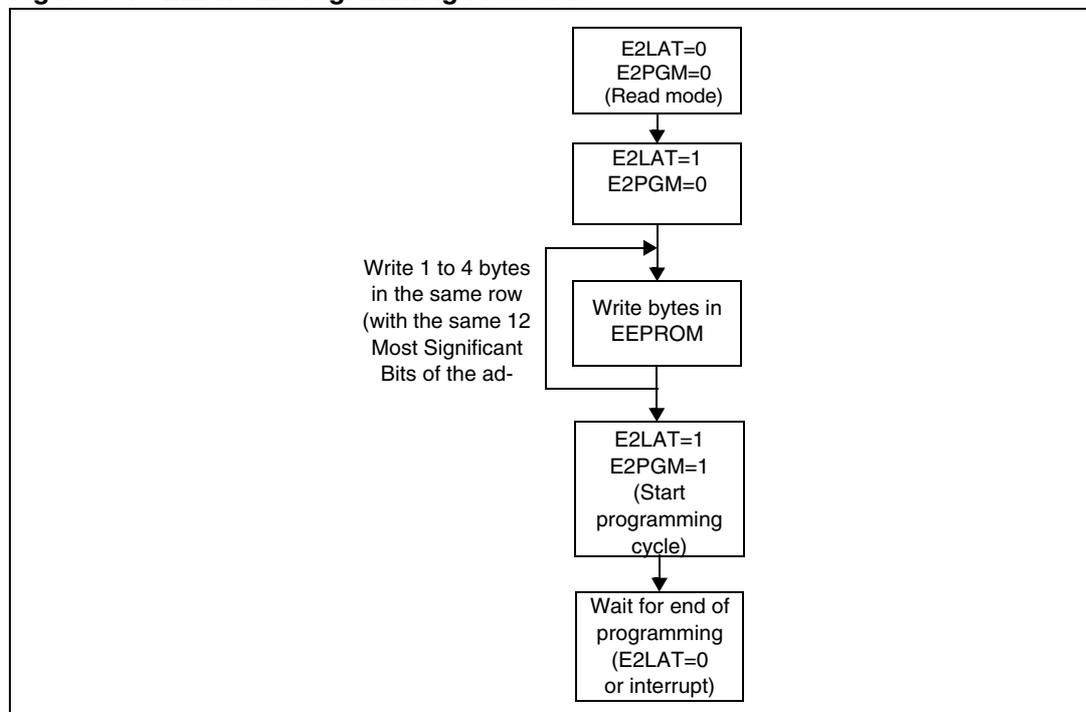 E2LAT=0
E2PGM=0
(Read mode)
E2LAT=1
E2PGM=0
Write 1 to 4 bytes
in the same row
(with the same 12
Most Significant
Bits of the ad-
Write bytes in
EEPROM
E2LAT=1
E2PGM=1
(Start
programming
cycle)
Wait for end of
programming
(E2LAT=0
or interrupt)